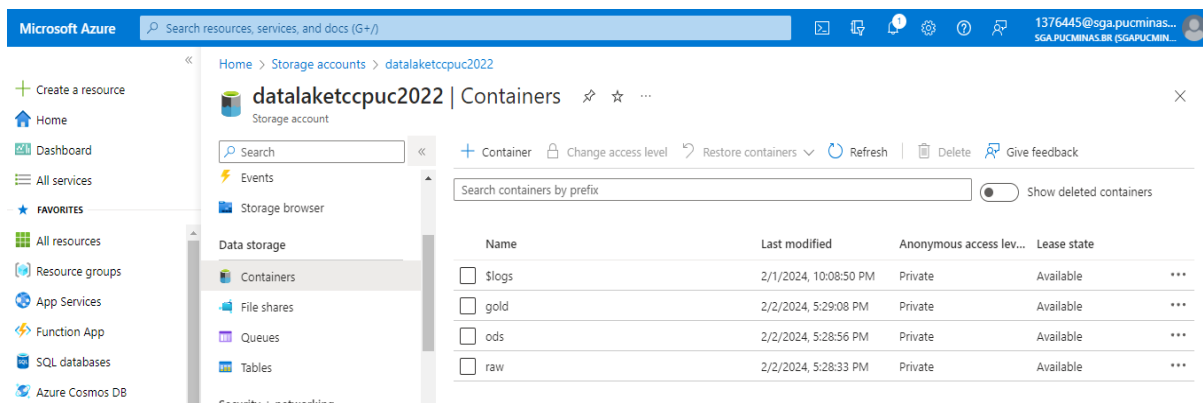 Microsoft Azure
Search resources, services, and docs (G+/)
1
1376445@sga.pucminas...
SGA.PUCMINAS.BR (SGAPUCMIN...
Create a resource
Home
Dashboard
All services
FAVORITES
All resources
Resource groups
App Services
Function App
SQL databases
Azure Cosmos DB
Home > Storage accounts > datalaketccpuc2022
datalaketccpuc2022 | Containers
Storage account
Search
Events
Storage browser
Data storage
Containers
File shares
Queues
Tables
Security + networking
Container Change access level Restore containers Refresh Delete Give feedback
Search containers by prefix Show deleted containers
Name Last modified Anonymous access lev... Lease state
$logs 2/1/2024, 10:08:50 PM Private Available
gold 2/2/2024, 5:29:08 PM Private Available
ods 2/2/2024, 5:28:56 PM Private Available
raw 2/2/2024, 5:28:33 PM Private Available